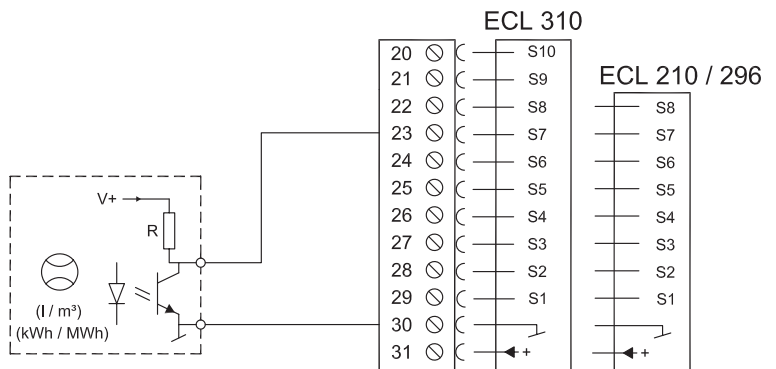 ECL 310
ECL 210 / 296
20 S10
21 S9
22 S8 S8
23 S7 S7
24 S6 S6
25 S5 S5
26 S4 S4
27 S3 S3
28 S2 S2
29 S1 S1
30
31 + +
V+
R
(l / m³)
(kWh / MWh)